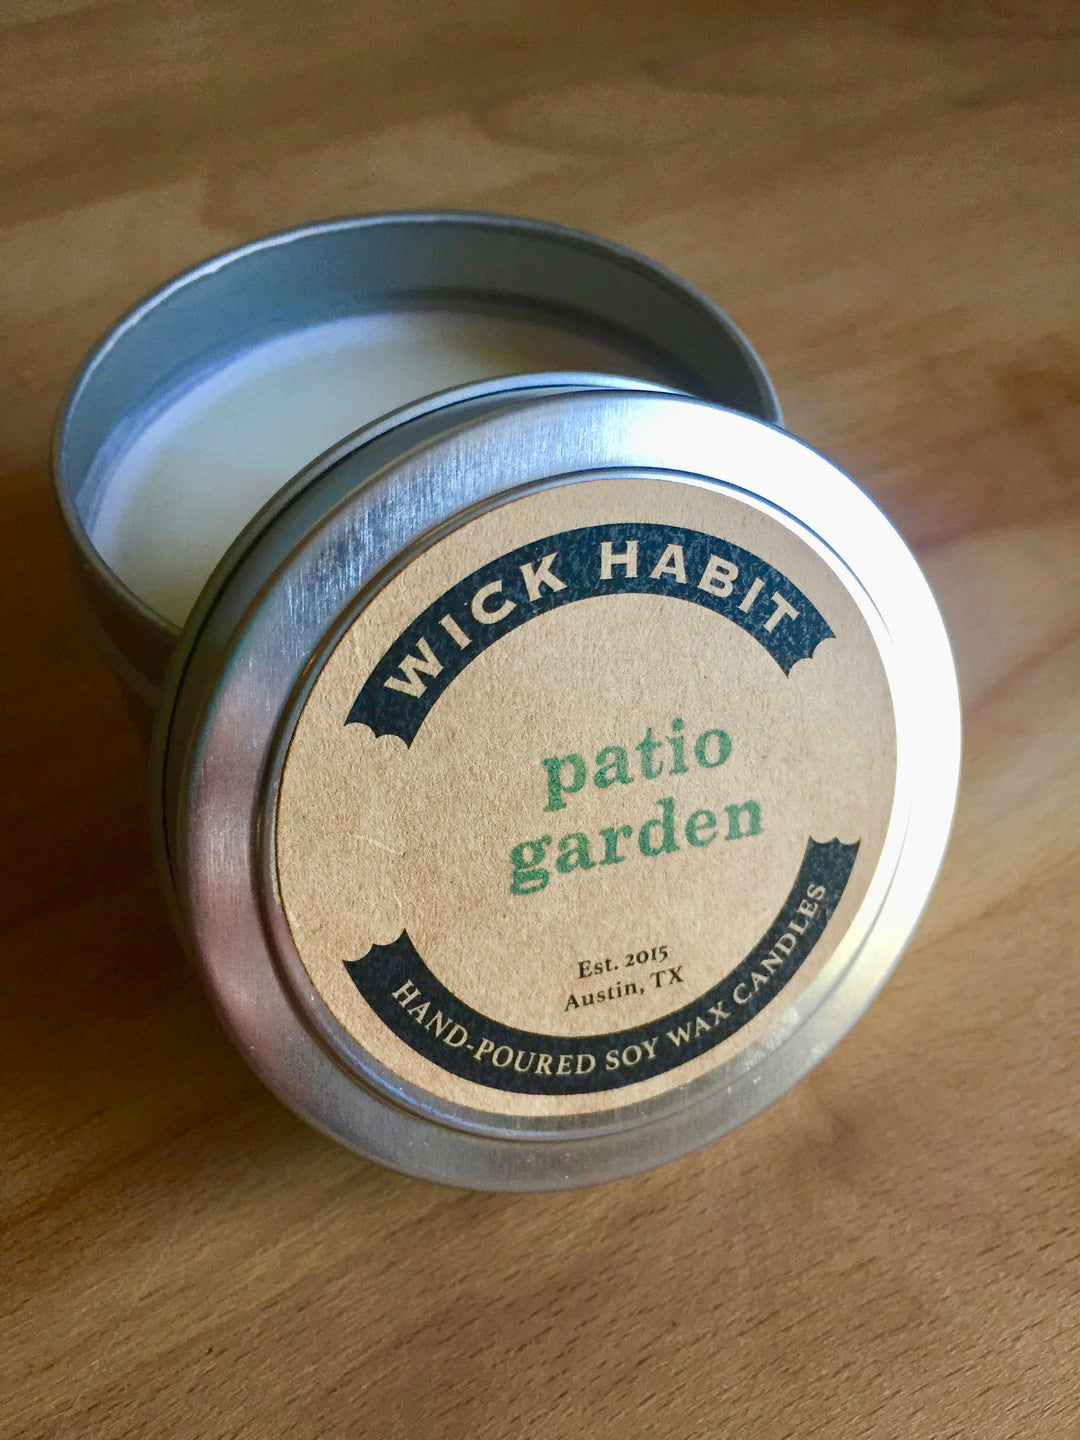 WICK HABIT
patio
garden
Est. 2015
Austin, TX
HAND-POURED SOY WAX CANDLES